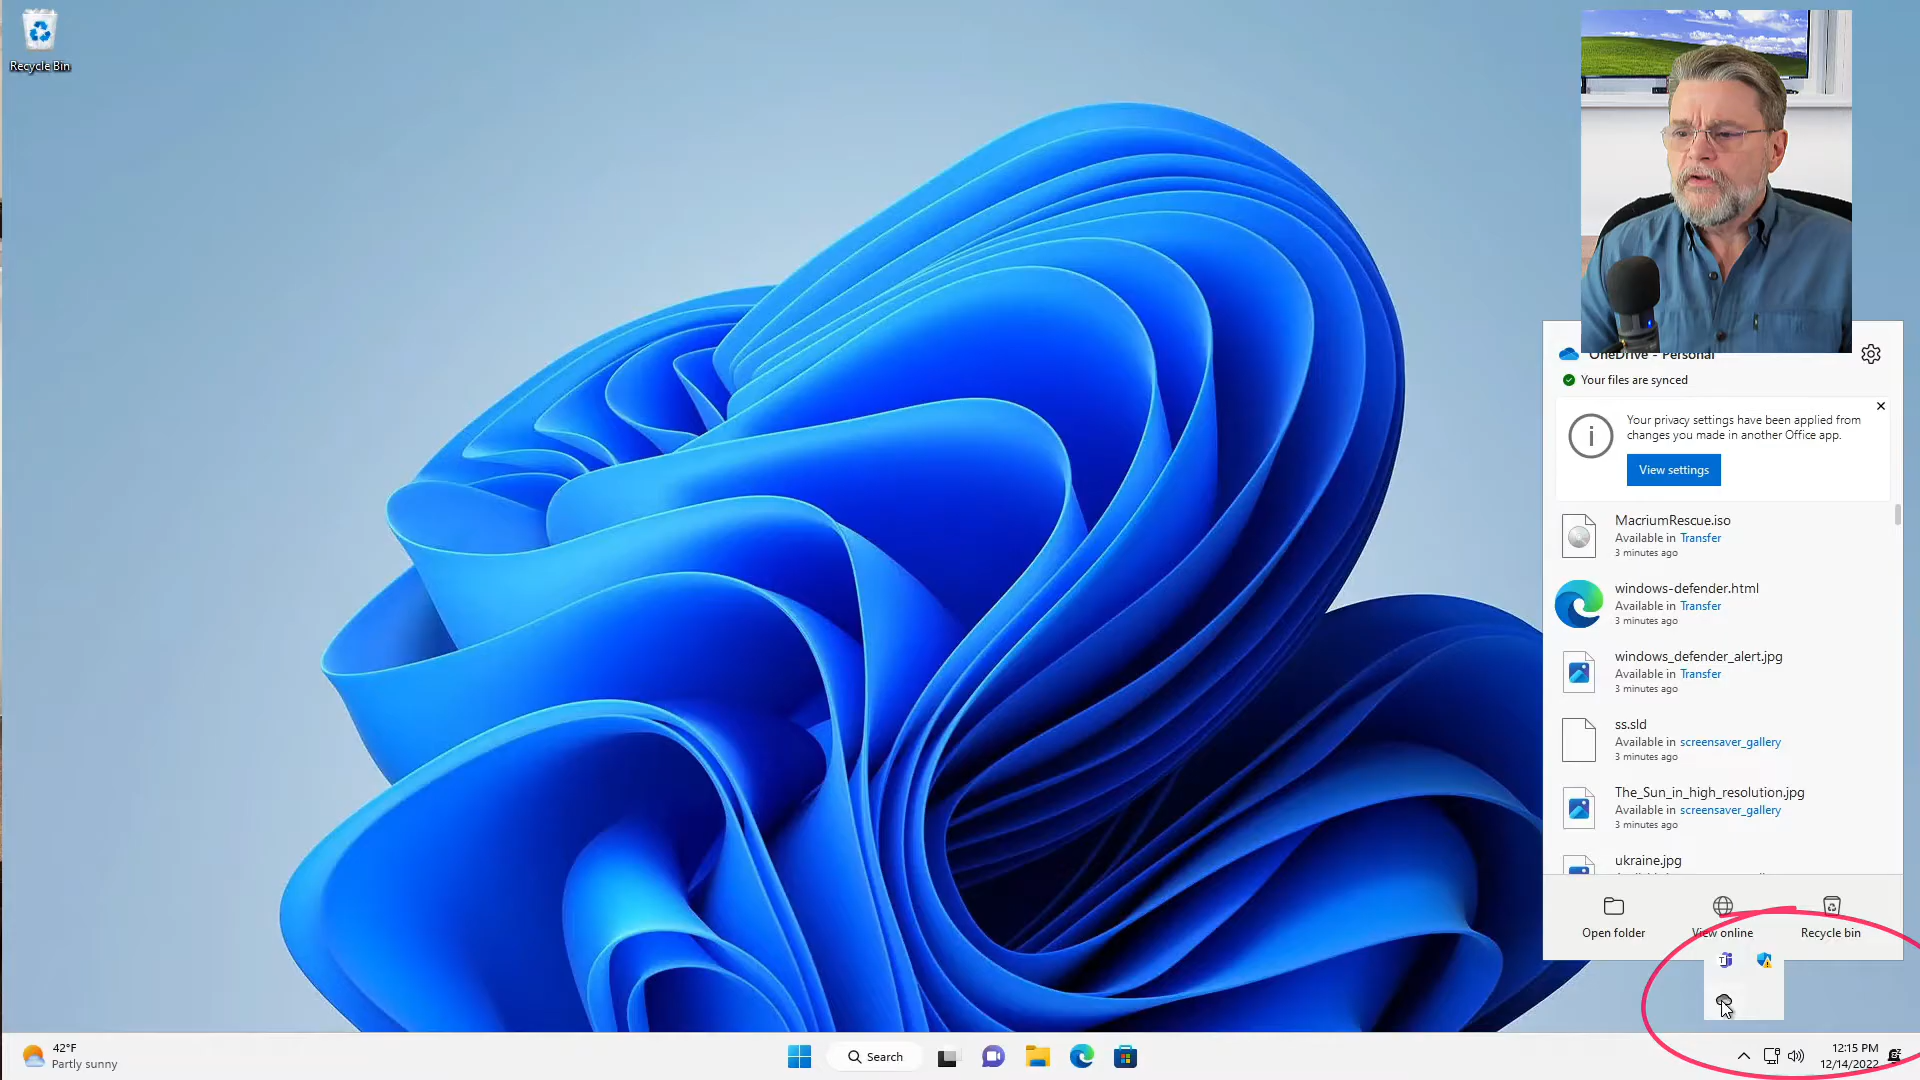 Recycle Bin
OneDrive - Personal
Your files are synced
Your privacy settings have been applied from
changes you made in another Office app.
View settings
MacriumRescue.iso
Available in Transfer
3 minutes ago
windows-defender.html
Available in Transfer
3 minutes ago
windows_defender_alert.jpg
Available in Transfer
3 minutes ago
ss.sld
Available in screensaver_gallery
3 minutes ago
The_Sun_in_high_resolution.jpg
Available in screensaver_gallery
3 minutes ago
ukraine.jpg
Open folder
View online
Recycle bin
42°F
Partly sunny
Search
12:15 PM
12/14/2022